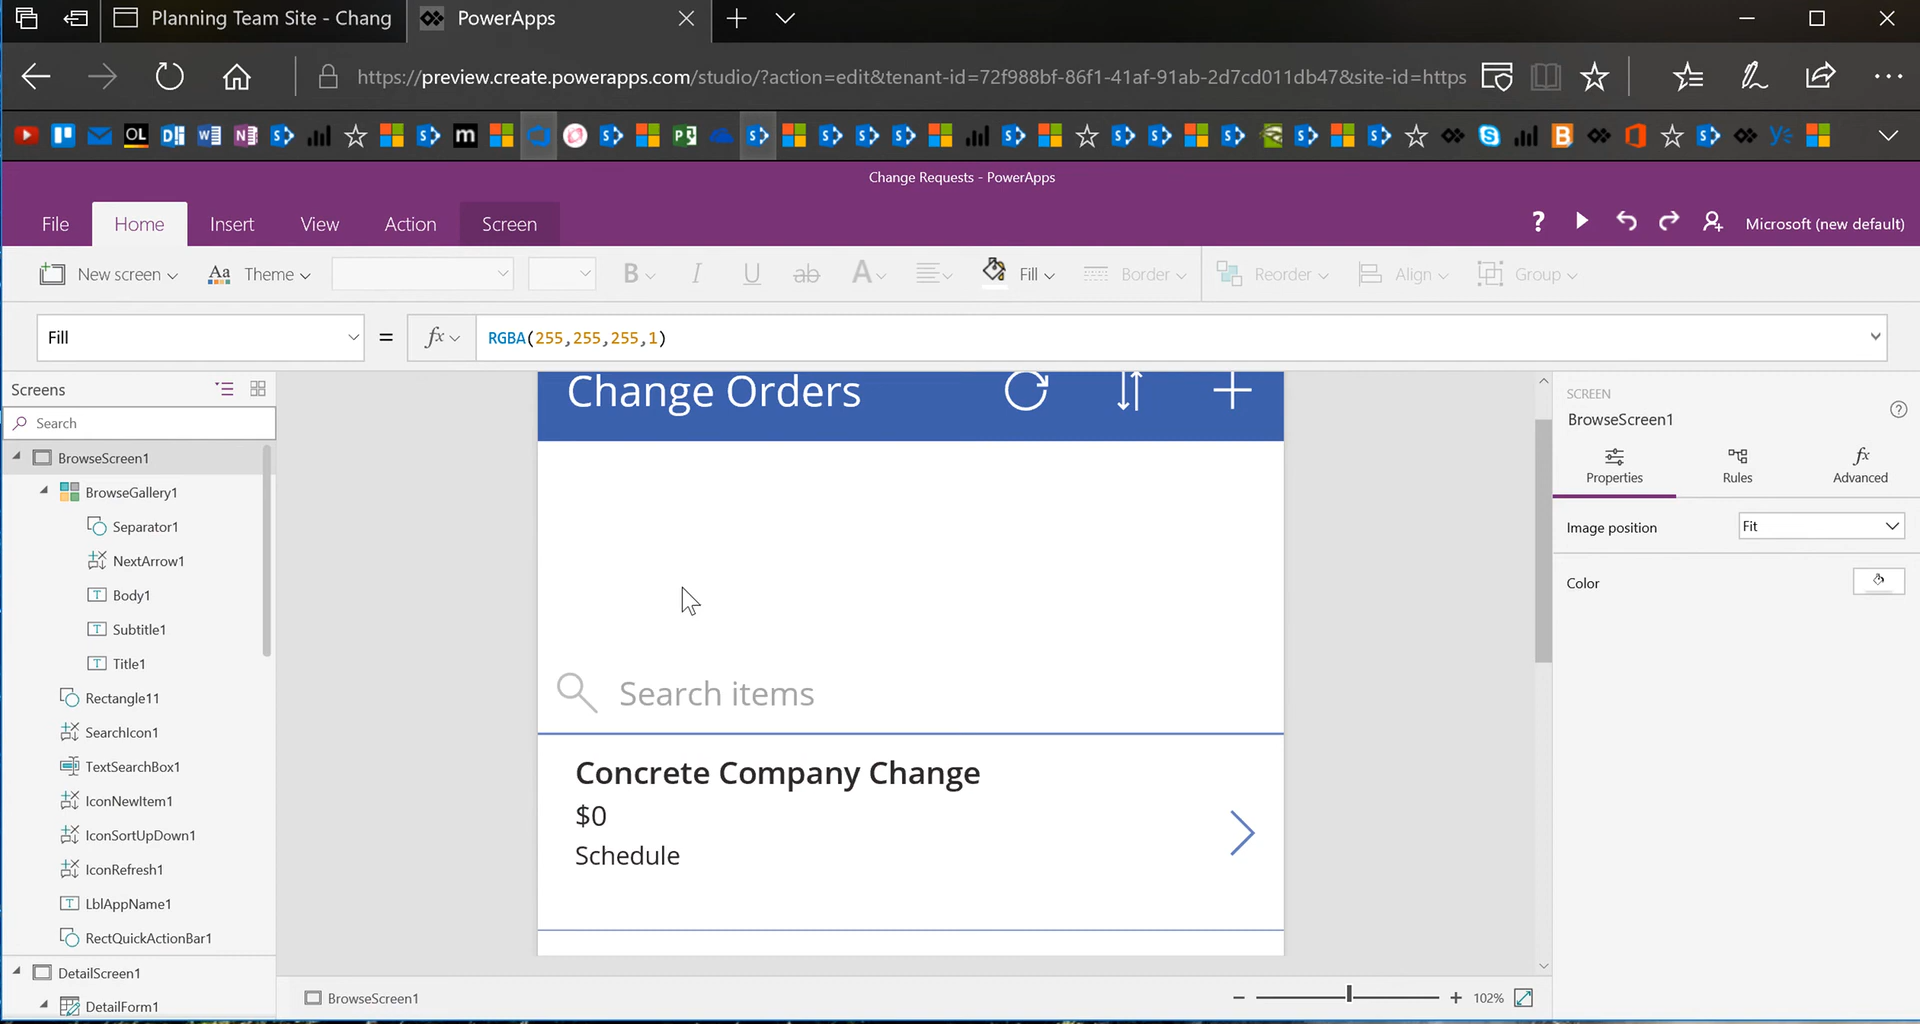 Planning Team Site - Chang
PowerApps
https://preview.create.powerapps.com/studio/?action=edit&tenant-id=72f988bf-86f1-41af-91ab-2d7cd011db47&site-id=https
OL
m
B
Change Requests - PowerApps
File
Home
Insert
View
Action
Screen
?
Microsoft (new default)
New screen
Aa
Theme
B
I
U
ab
A
Fill
Border
Reorder
Align
Group
Fill
=
fx
RGBA(255,255,255,1)
Screens
Search
BrowseScreen1
BrowseGallery1
Separator1
NextArrow1
Body1
Subtitle1
Title1
Rectangle11
SearchIcon1
TextSearchBox1
IconNewItem1
IconSortUpDown1
IconRefresh1
LblAppName1
RectQuickActionBar1
DetailScreen1
DetailForm1
Change Orders
Search items
Concrete Company Change
$0
Schedule
BrowseScreen1
102%
SCREEN
BrowseScreen1
?
Properties
Rules
fx
Advanced
Image position
Fit
Color